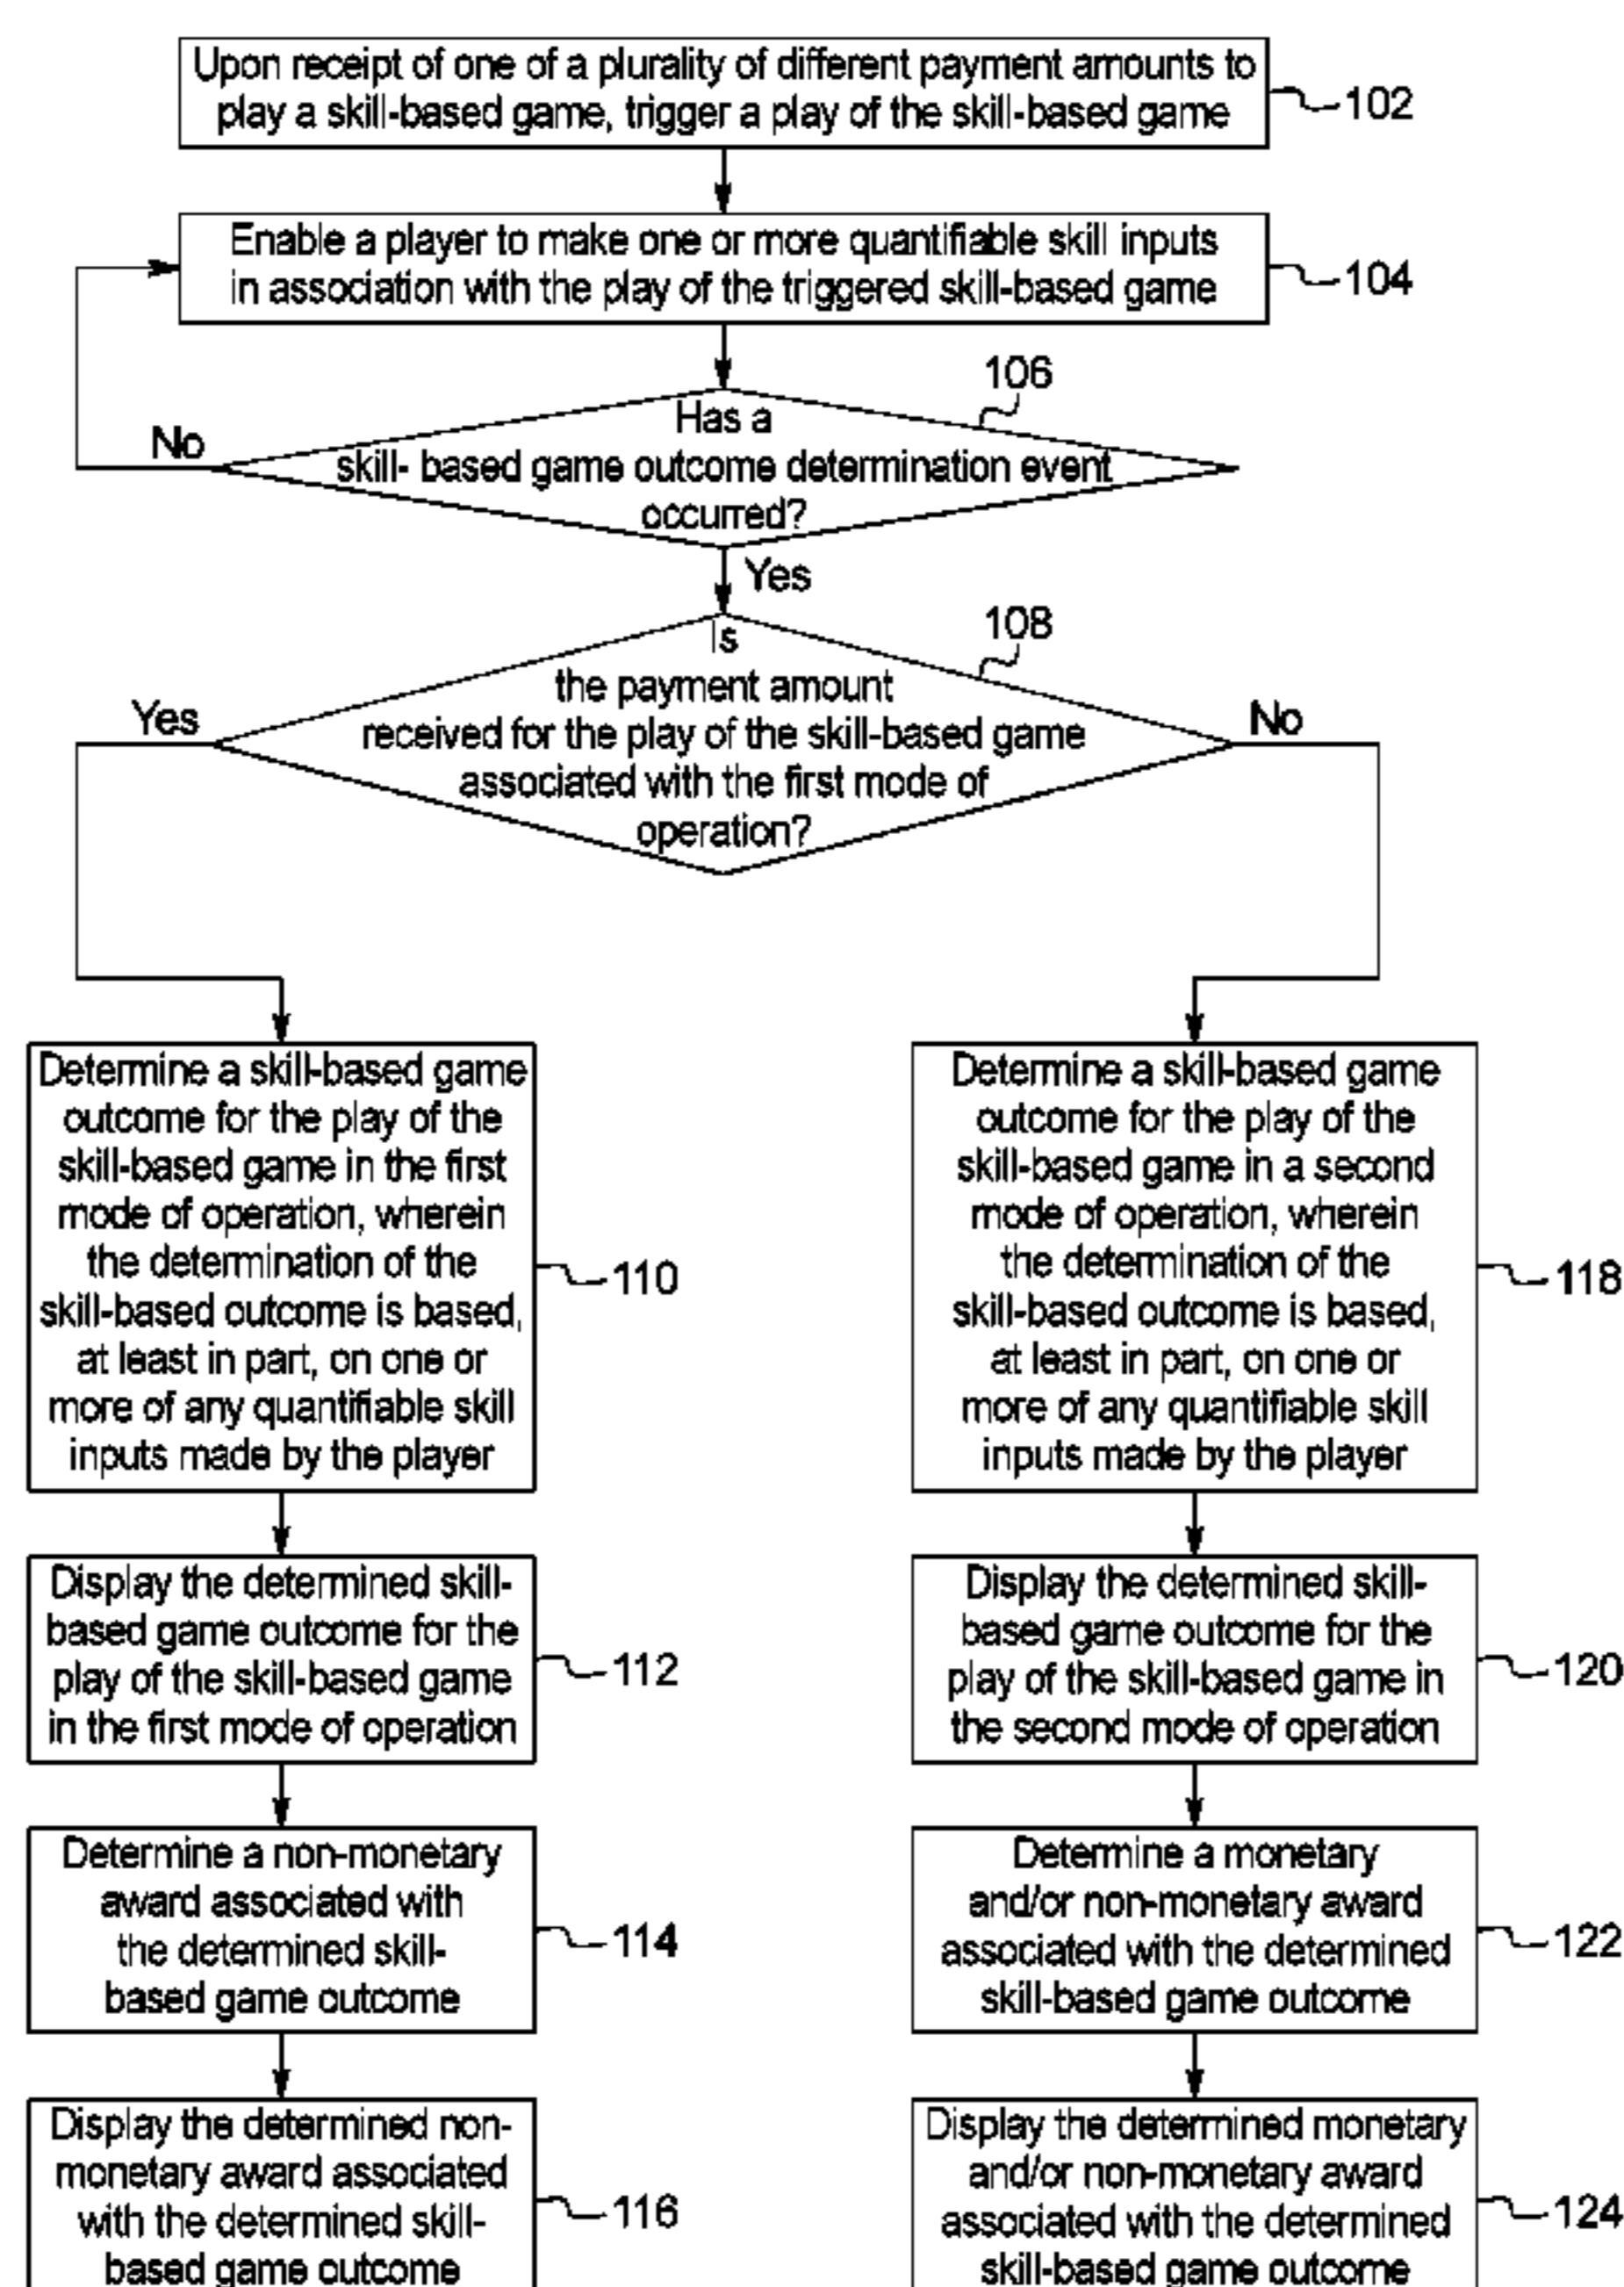 Upon receipt of one of a plurality of different payment amounts to
play a skill-based game, trigger a play of the skill-based game
102
Enable a player to make one or more quantifiable skill inputs
in association with the play of the triggered skill-based game
104
106
Has a
skill- based game outcome determination event
occurred?
No
Yes
108
Is
the payment amount
received for the play of the skill-based game
associated with the first mode of
operation?
Yes
No
Determine a skill-based game
outcome for the play of the
skill-based game in the first
mode of operation, wherein
the determination of the
skill-based outcome is based,
at least in part, on one or
more of any quantifiable skill
inputs made by the player
110
Determine a skill-based game
outcome for the play of the
skill-based game in a second
mode of operation, wherein
the determination of the
skill-based outcome is based,
at least in part, on one or
more of any quantifiable skill
inputs made by the player
118
Display the determined skill-
based game outcome for the
play of the skill-based game
in the first mode of operation
112
Display the determined skill-
based game outcome for the
play of the skill-based game in
the second mode of operation
120
Determine a non-monetary
award associated with
the determined skill-
based game outcome
114
Determine a monetary
and/or non-monetary award
associated with the determined
skill-based game outcome
122
Display the determined non-
monetary award associated
with the determined skill-
based game outcome
116
Display the determined monetary
and/or non-monetary award
associated with the determined
skill-based game outcome
124